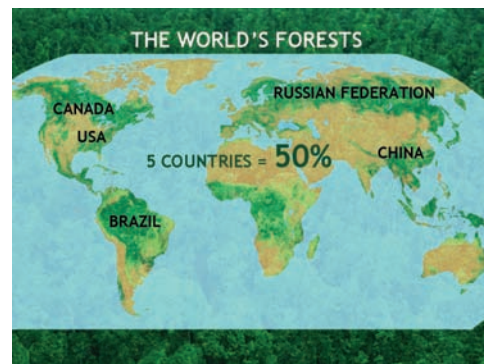 THE WORLD'S FORESTS
CANADA
RUSSIAN FEDERATION
USA
5 COUNTRIES = 50%
CHINA
BRAZIL